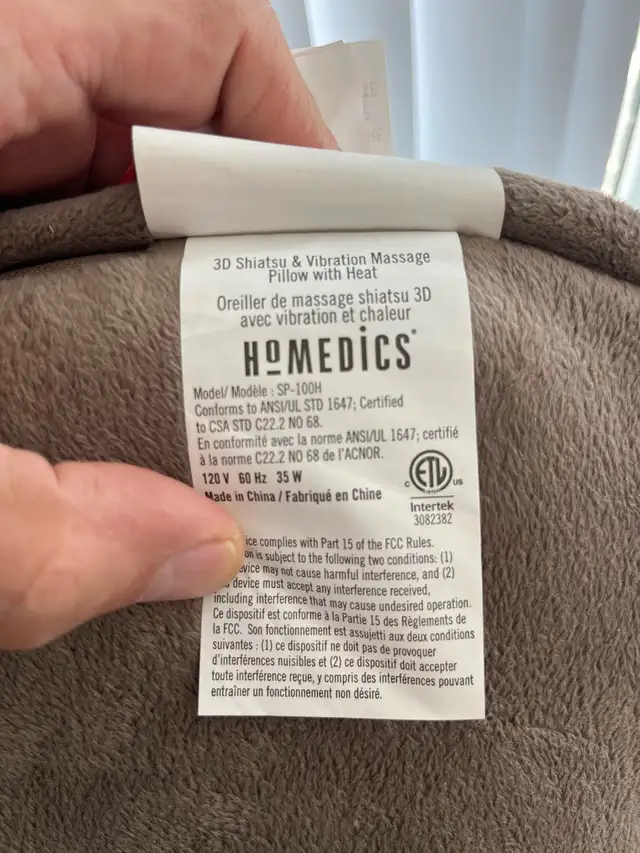 3D Shiatsu & Vibration Massage
Pillow with Heat
Oreiller de massage shiatsu 3D
avec vibration et chaleur
HoMEDiCS®
Model/ Modèle : SP-100H
Conforms to ANSI/UL STD 1647; Certified
to CSA STD C22.2 NO 68.
En conformité avec la norme ANSI/UL 1647; certifié
à la norme C22.2 NO 68 de l'ACNOR.
120 V 60 Hz 35 W
Made in China / Fabriqué en Chine
C ETL US
Intertek
3082382
complies with Part 15 of the FCC Rules.
is subject to the following two conditions: (1)
may not cause harmful interference, and (2)
device must accept any interference received,
including interference that may cause undesired operation.
Ce dispositif est conforme à la Partie 15 des Règlements de
la FCC. Son fonctionnement est assujetti aux deux conditions
suivantes : (1) ce dispositif ne doit pas de provoquer
d'interférences nuisibles et (2) ce dispositif doit accepter
toute interférence reçue, y compris des interférences pouvant
entraîner un fonctionnement non désiré.